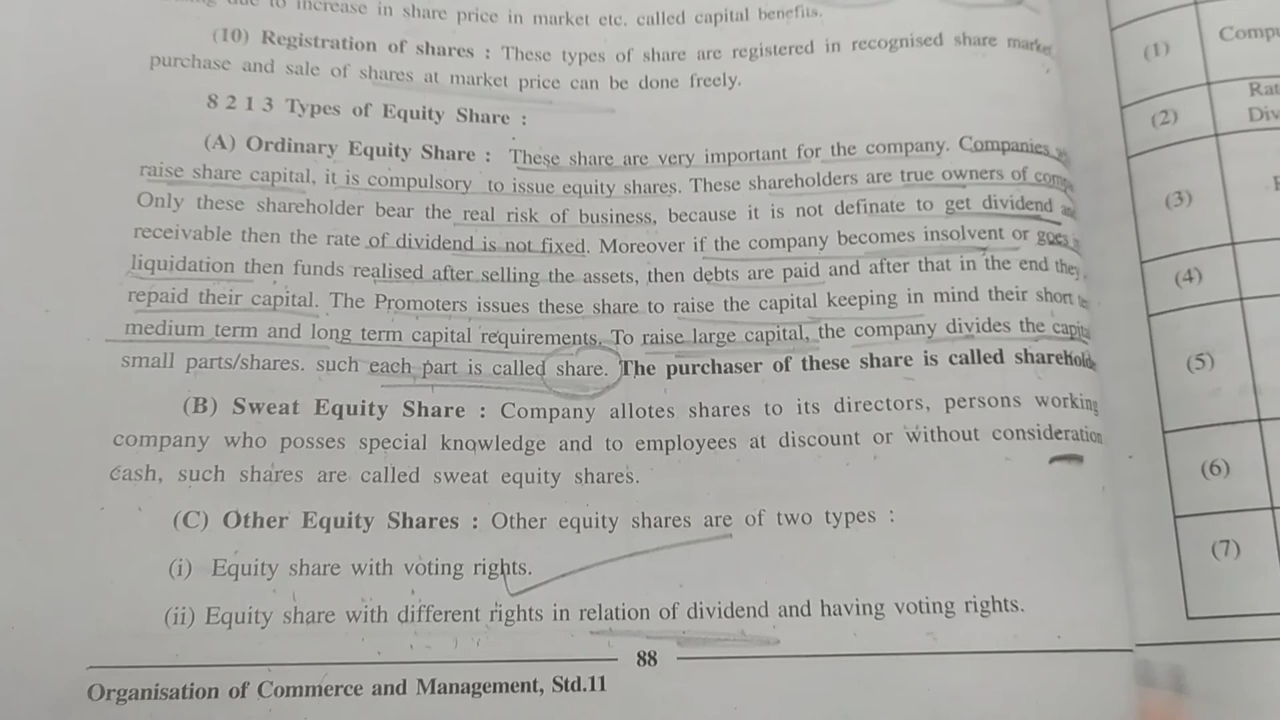 to increase in share price in market etc. called capital benefits.
(10) Registration of shares : These types of share are registered in recognised share market
purchase and sale of shares at market price can be done freely.
8 2 1 3 Types of Equity Share :
(A) Ordinary Equity Share : These share are very important for the company. Companies
raise share capital, it is compulsory to issue equity shares. These shareholders are true owners of
Only these shareholder bear the real risk of business, because it is not definate to get dividend
receivable then the rate of dividend is not fixed. Moreover if the company becomes insolvent or goes
liquidation then funds realised after selling the assets, then debts are paid and after that in the end they
repaid their capital. The Promoters issues these share to raise the capital keeping in mind their short
medium term and long term capital requirements. To raise large capital, the company divides the
small parts/shares. such each part is called share. The purchaser of these share is called
(B) Sweat Equity Share : Company allotes shares to its directors, persons working
company who posses special knowledge and to employees at discount or without consideration
cash, such shares are called sweat equity shares.
(C) Other Equity Shares : Other equity shares are of two types :
(i) Equity share with voting rights.
(ii) Equity share with different rights in relation of dividend and having voting rights.
88
Organisation of Commerce and Management, Std.11
(1)
(2)
(3)
(4)
(5)
(6)
(7)